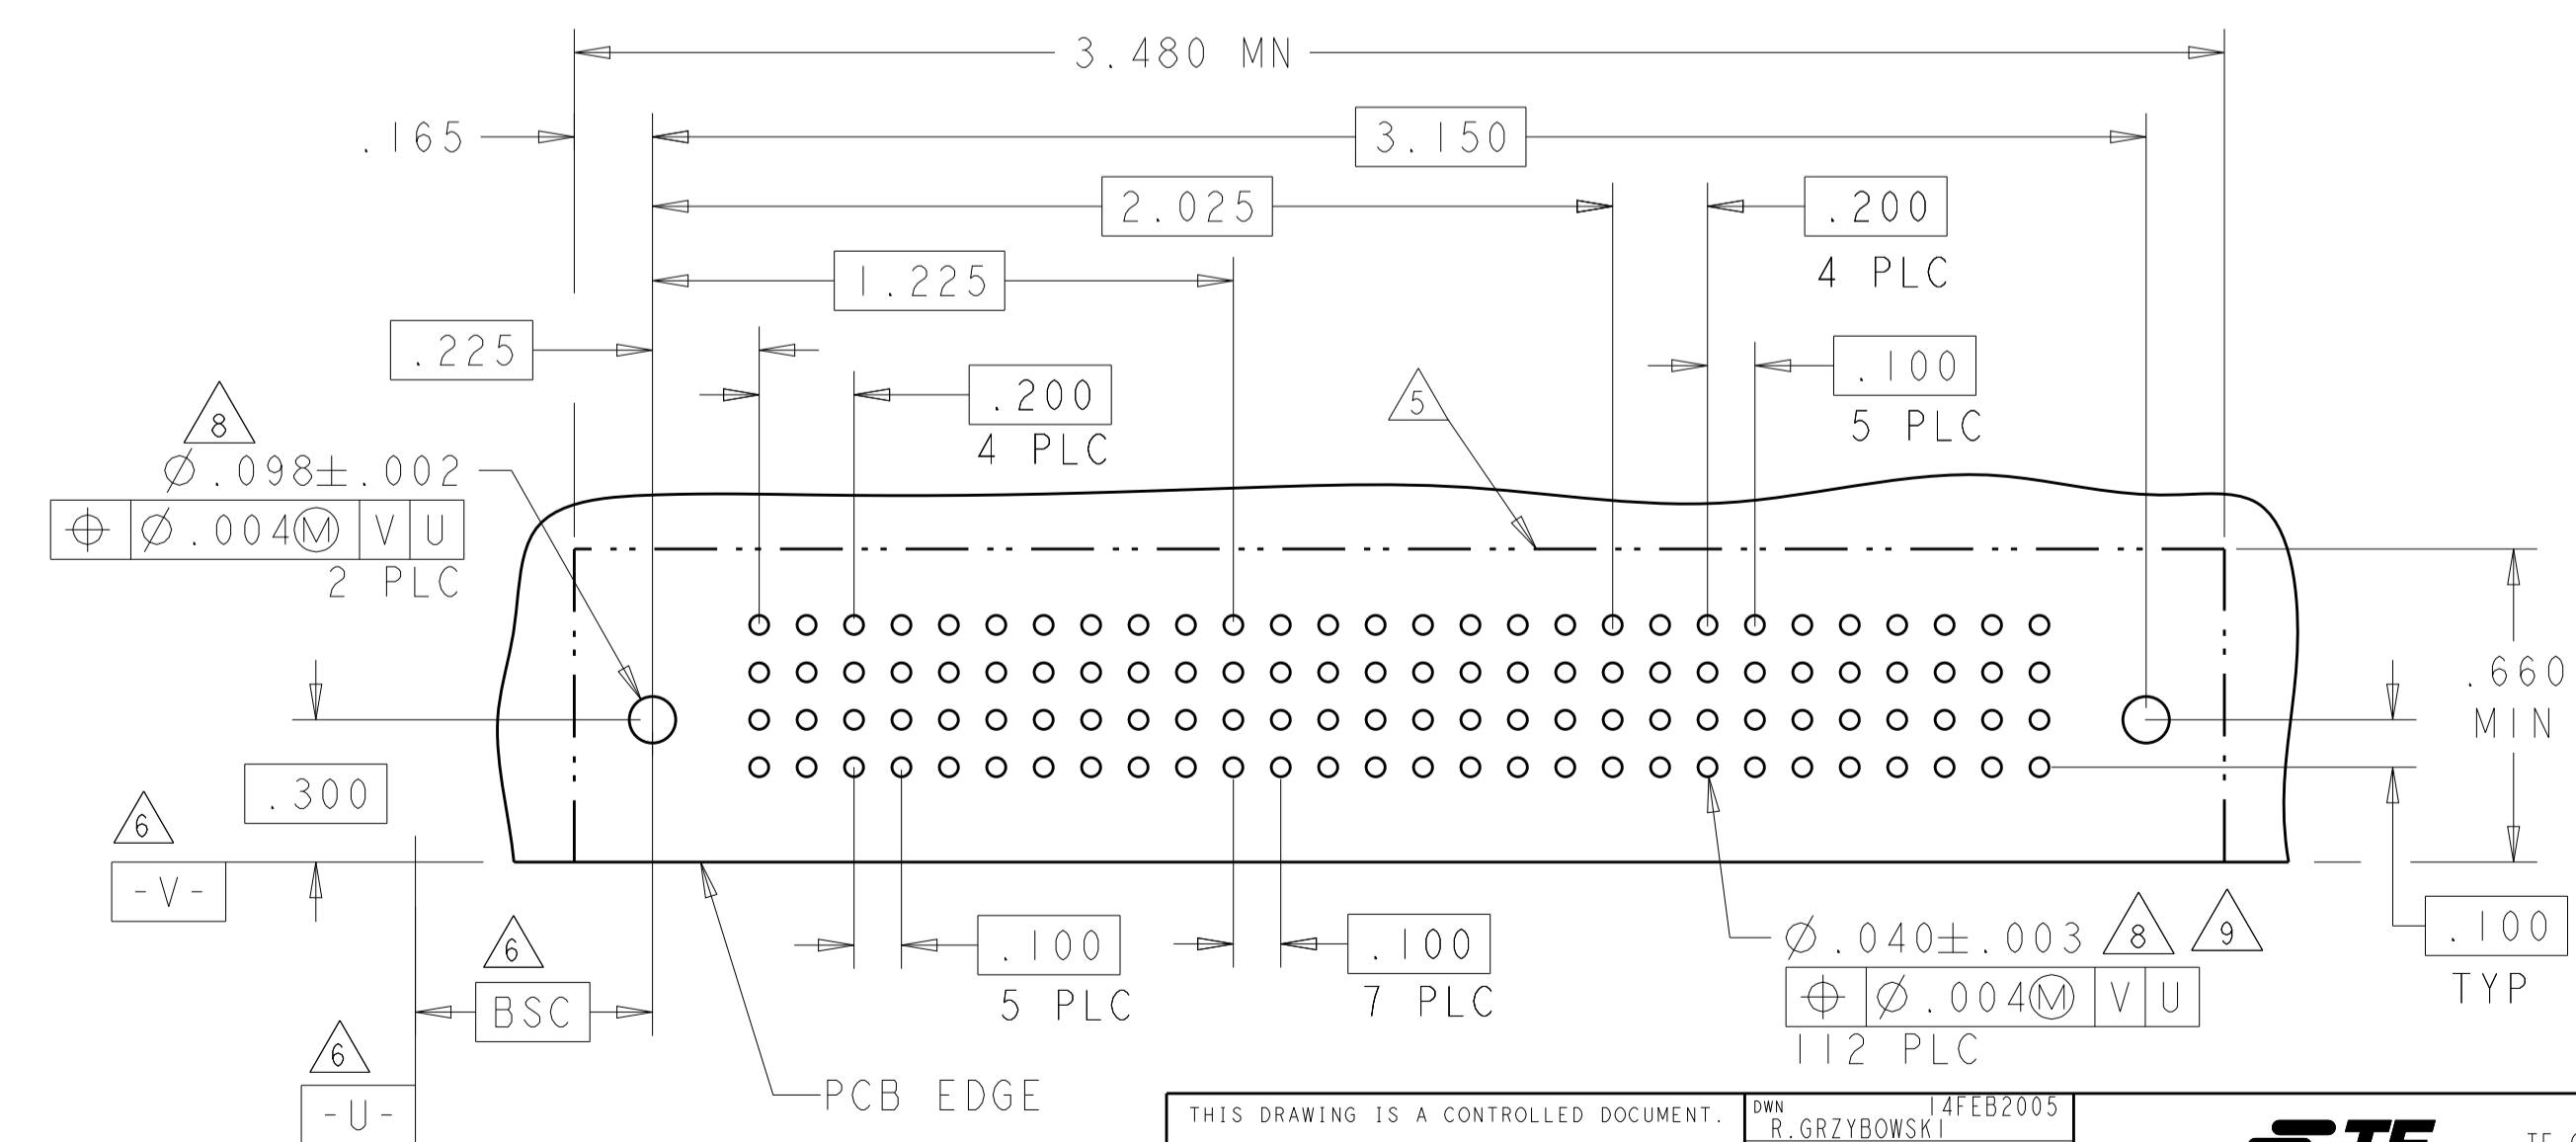 3.480 MN
.165
3.150
2.025
.200
4 PLC
1.225
.225
.200
4 PLC
.100
5 PLC
5
8
Ø.098±.002
⌖ Ø.004Ⓜ V U
2 PLC
.660
MIN
.300
6
-V-
6
BSC
6
-U-
.100
5 PLC
.100
7 PLC
Ø.040±.003 8 9
⌖ Ø.004Ⓜ V U
112 PLC
.100
TYP
PCB EDGE
THIS DRAWING IS A CONTROLLED DOCUMENT.
DWN 14FEB2005
R.GRZYBOWSKI
TE
TE